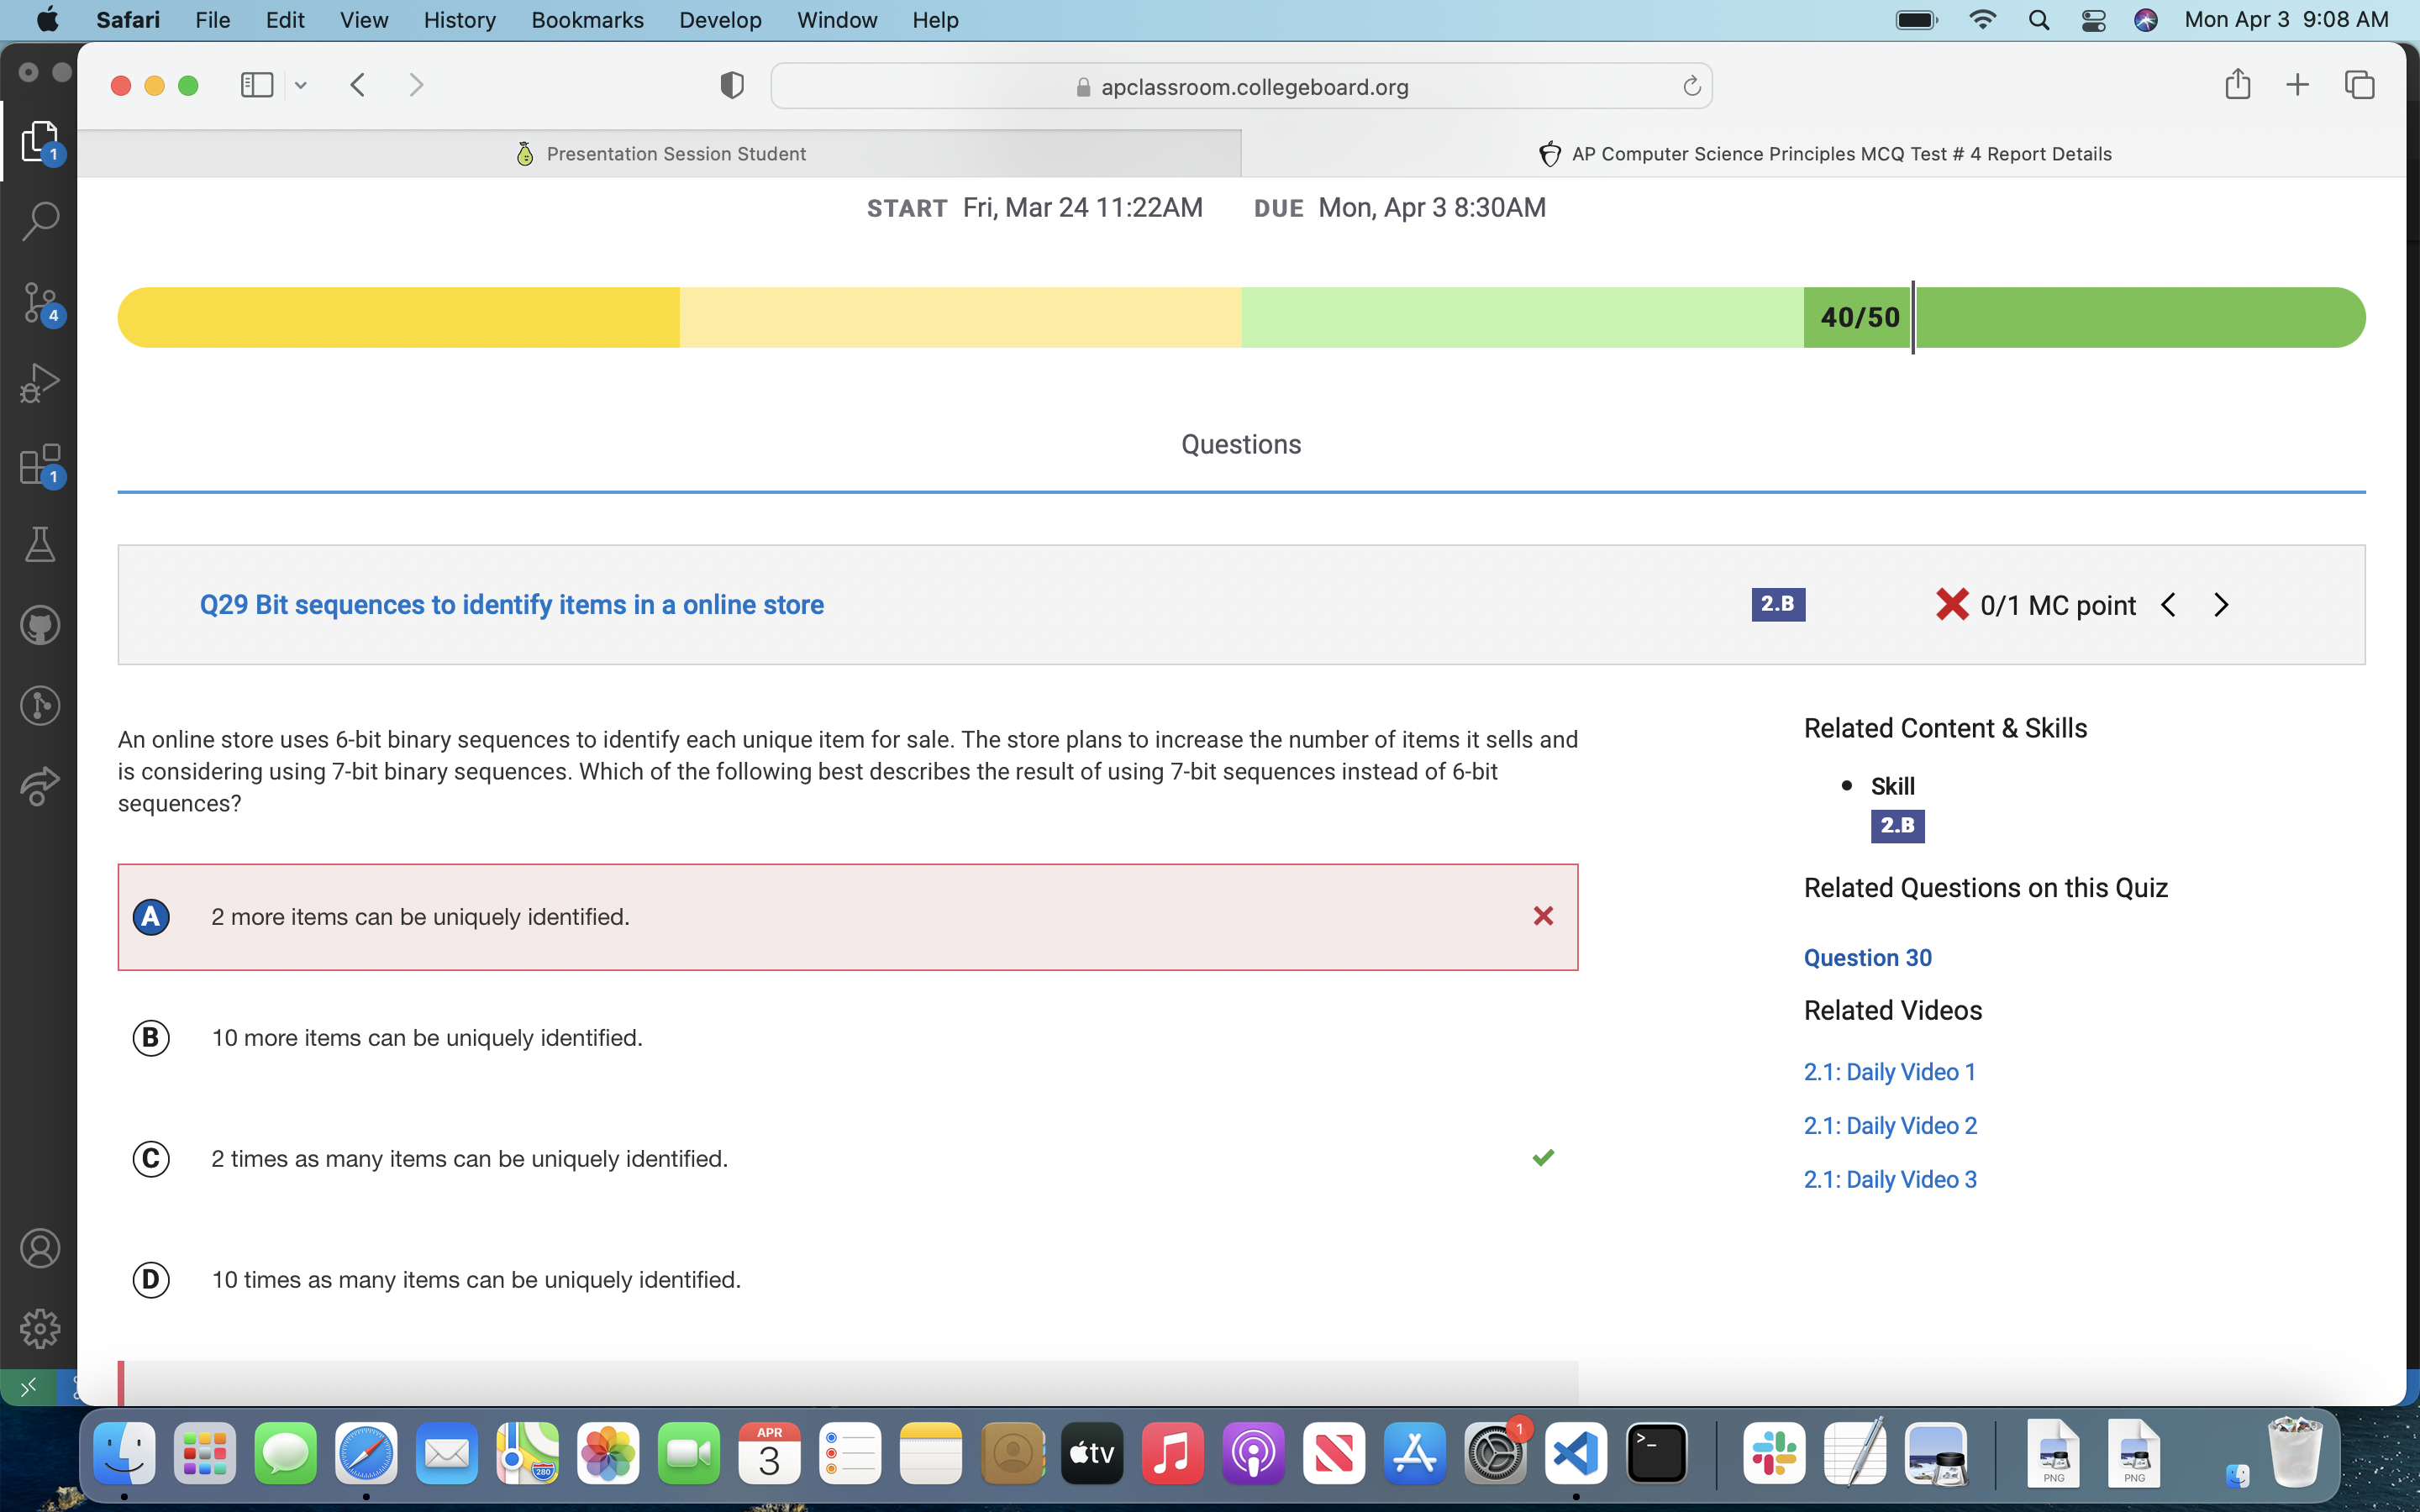 Safari File Edit View History Bookmarks Develop Window Help Mon Apr 3 9:08 AM
apclassroom.collegeboard.org
Presentation Session Student
AP Computer Science Principles MCQ Test # 4 Report Details
1
START Fri, Mar 24 11:22AM DUE Mon, Apr 3 8:30AM
4
40/50
1
Questions
Q29 Bit sequences to identify items in a online store
2.B
0/1 MC point
An online store uses 6-bit binary sequences to identify each unique item for sale. The store plans to increase the number of items it sells and
is considering using 7-bit binary sequences. Which of the following best describes the result of using 7-bit sequences instead of 6-bit
sequences?
A 2 more items can be uniquely identified.
B 10 more items can be uniquely identified.
C 2 times as many items can be uniquely identified.
D 10 times as many items can be uniquely identified.
Related Content & Skills
Skill
2.B
Related Questions on this Quiz
Question 30
Related Videos
2.1: Daily Video 1
2.1: Daily Video 2
2.1: Daily Video 3
280
APR
3
tv
1
>_
PNG
PNG